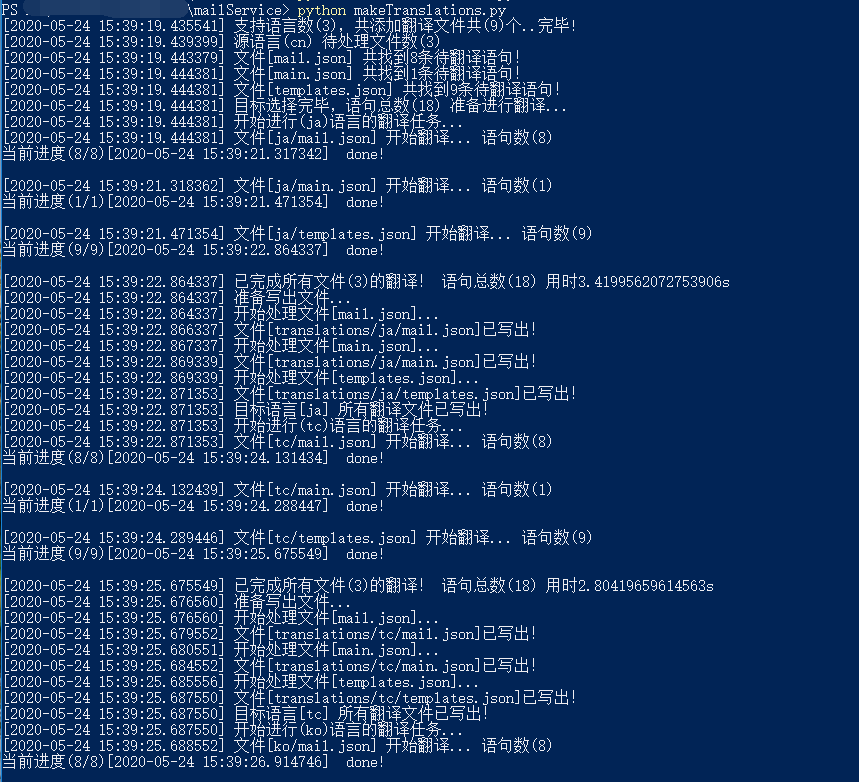 PS \mailService> python makeTranslations.py
[2020-05-24 15:39:19.435541] 支持语言数(3), 共添加翻译文件共(9)个..完毕!
[2020-05-24 15:39:19.439399] 源语言(cn) 待处理文件数(3)
[2020-05-24 15:39:19.443379] 文件[mail.json] 共找到8条待翻译语句!
[2020-05-24 15:39:19.444381] 文件[main.json] 共找到1条待翻译语句!
[2020-05-24 15:39:19.444381] 文件[templates.json] 共找到9条待翻译语句!
[2020-05-24 15:39:19.444381] 目标选择完毕, 语句总数(18) 准备进行翻译...
[2020-05-24 15:39:19.444381] 开始进行(ja)语言的翻译任务...
[2020-05-24 15:39:19.444381] 文件[ja/mail.json] 开始翻译... 语句数(8)
当前进度(8/8)[2020-05-24 15:39:21.317342]  done!
[2020-05-24 15:39:21.318362] 文件[ja/main.json] 开始翻译... 语句数(1)
当前进度(1/1)[2020-05-24 15:39:21.471354]  done!
[2020-05-24 15:39:21.471354] 文件[ja/templates.json] 开始翻译... 语句数(9)
当前进度(9/9)[2020-05-24 15:39:22.864337]  done!
[2020-05-24 15:39:22.864337] 已完成所有文件(3)的翻译!  语句总数(18) 用时3.4199562072753906s
[2020-05-24 15:39:22.864337] 准备写出文件...
[2020-05-24 15:39:22.864337] 开始处理文件[mail.json]...
[2020-05-24 15:39:22.866337] 文件[translations/ja/mail.json]已写出!
[2020-05-24 15:39:22.867337] 开始处理文件[main.json]...
[2020-05-24 15:39:22.869339] 文件[translations/ja/main.json]已写出!
[2020-05-24 15:39:22.869339] 开始处理文件[templates.json]...
[2020-05-24 15:39:22.871353] 文件[translations/ja/templates.json]已写出!
[2020-05-24 15:39:22.871353] 目标语言[ja] 所有翻译文件已写出!
[2020-05-24 15:39:22.871353] 开始进行(tc)语言的翻译任务...
[2020-05-24 15:39:22.871353] 文件[tc/mail.json] 开始翻译... 语句数(8)
当前进度(8/8)[2020-05-24 15:39:24.131434]  done!
[2020-05-24 15:39:24.132439] 文件[tc/main.json] 开始翻译... 语句数(1)
当前进度(1/1)[2020-05-24 15:39:24.288447]  done!
[2020-05-24 15:39:24.289446] 文件[tc/templates.json] 开始翻译... 语句数(9)
当前进度(9/9)[2020-05-24 15:39:25.675549]  done!
[2020-05-24 15:39:25.675549] 已完成所有文件(3)的翻译!  语句总数(18) 用时2.80419659614563s
[2020-05-24 15:39:25.676560] 准备写出文件...
[2020-05-24 15:39:25.676560] 开始处理文件[mail.json]...
[2020-05-24 15:39:25.679552] 文件[translations/tc/mail.json]已写出!
[2020-05-24 15:39:25.680551] 开始处理文件[main.json]...
[2020-05-24 15:39:25.684552] 文件[translations/tc/main.json]已写出!
[2020-05-24 15:39:25.685556] 开始处理文件[templates.json]...
[2020-05-24 15:39:25.687550] 文件[translations/tc/templates.json]已写出!
[2020-05-24 15:39:25.687550] 目标语言[tc] 所有翻译文件已写出!
[2020-05-24 15:39:25.687550] 开始进行(ko)语言的翻译任务...
[2020-05-24 15:39:25.688552] 文件[ko/mail.json] 开始翻译... 语句数(8)
当前进度(8/8)[2020-05-24 15:39:26.914746]  done!